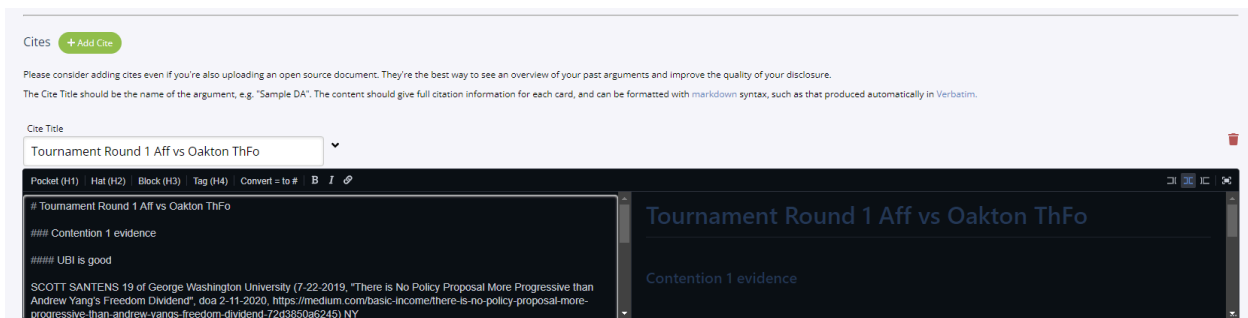 Cites + Add Cite
Please consider adding cites even if you're also uploading an open source document. They're the best way to see an overview of your past arguments and improve the quality of your disclosure.
The Cite Title should be the name of the argument, e.g. "Sample DA". The content should give full citation information for each card, and can be formatted with markdown syntax, such as that produced automatically in Verbatim.
Cite Title
Tournament Round 1 Aff vs Oakton ThFo
Pocket (H1) Hat (H2) Block (H3) Tag (H4) Convert = to # B I
# Tournament Round 1 Aff vs Oakton ThFo
### Contention 1 evidence
#### UBI is good
SCOTT SANTENS 19 of George Washington University (7-22-2019, "There is No Policy Proposal More Progressive than
Andrew Yang's Freedom Dividend", doa 2-11-2020, https://medium.com/basic-income/there-is-no-policy-proposal-more-
progressive-than-andrew-yangs-freedom-dividend-72d3850a6245) NY
Tournament Round 1 Aff vs Oakton ThFo
Contention 1 evidence